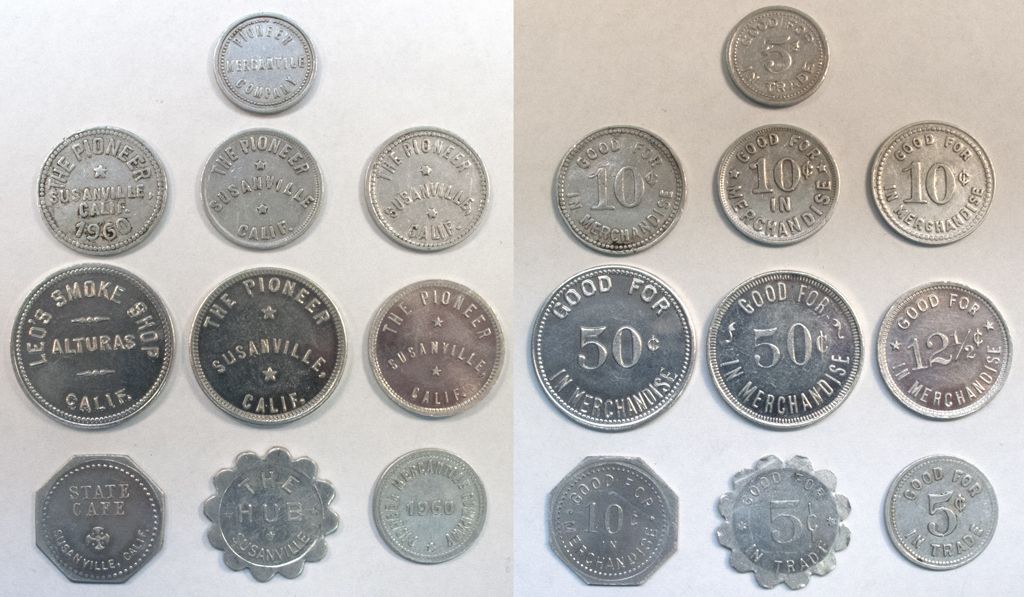 PIONEER
MERCANTILE
COMPANY
THE PIONEER
SUSANVILLE,
CALIF.
1960
THE PIONEER
SUSANVILLE
CALIF.
THE PIONEER
SUSANVILLE,
CALIF.
LEO'S SMOKE SHOP
ALTURAS
CALIF.
THE PIONEER
SUSANVILLE,
CALIF.
THE PIONEER
SUSANVILLE,
CALIF.
STATE
CAFE
SUSANVILLE, CALIF.
THE
HUB
SUSANVILLE
MERCANTILE
1960
GOOD FOR
5¢
IN TRADE
GOOD FOR
10¢
IN MERCHANDISE
GOOD FOR
10¢
IN
MERCHANDISE
GOOD FOR
10¢
IN MERCHANDISE
GOOD FOR
50¢
IN MERCHANDISE
GOOD FOR
50¢
IN MERCHANDISE
GOOD FOR
12½¢
IN MERCHANDISE
GOOD FOR
10¢
IN
MERCHANDISE
GOOD FOR
5¢
IN TRADE
GOOD FOR
5¢
IN TRADE